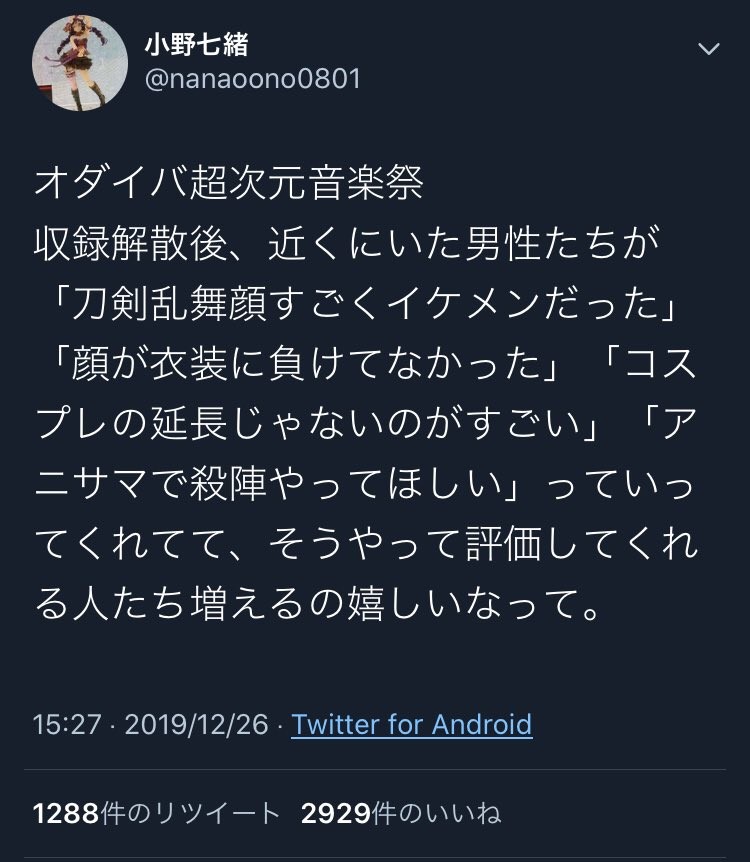 小野七緒
@nanaoono0801
オダイバ超次元音楽祭
収録解散後、近くにいた男性たちが
「刀剣乱舞顔すごくイケメンだった」
「顔が衣装に負けてなかった」「コス
プレの延長じゃないのがすごい」「ア
ニサマで殺陣やってほしい」っていっ
てくれてて、そうやって評価してくれ
る人たち増えるの嬉しいなって。
15:27 · 2019/12/26 · Twitter for Android
1288件のリツイート 2929件のいいね